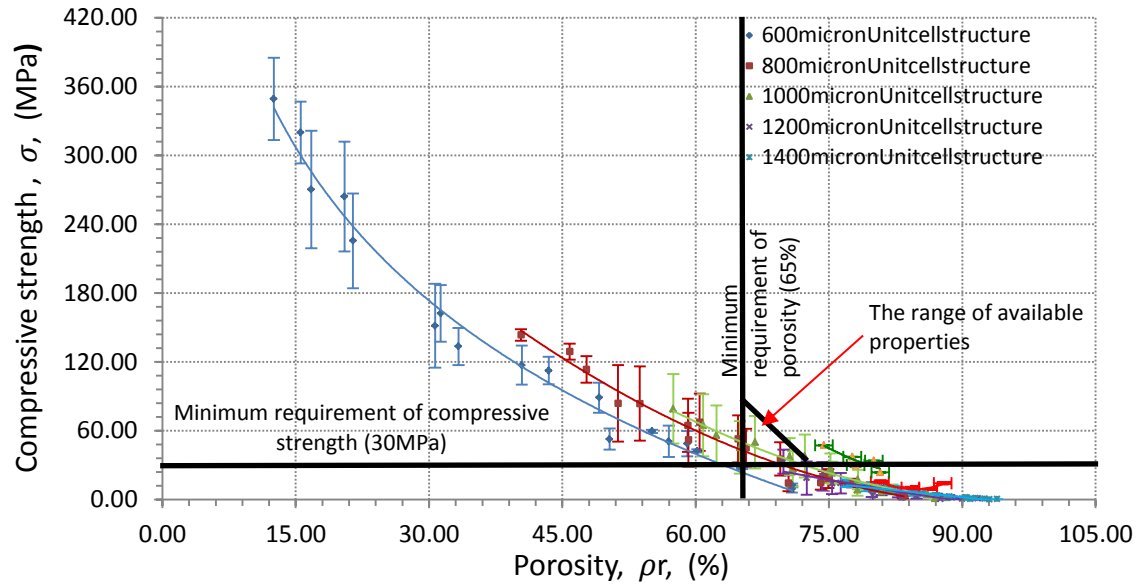 420.00
360.00
300.00
240.00
180.00
120.00
60.00
0.00
Compressive strength , σ, (MPa)
600micronUnitcellstructure
800micronUnitcellstructure
1000micronUnitcellstructure
1200micronUnitcellstructure
1400micronUnitcellstructure
Minimum
requirement of
porosity (65%)
The range of available
properties
Minimum requirement of compressive
strength (30MPa)
0.00 15.00 30.00 45.00 60.00 75.00 90.00 105.00
Porosity, ρr, (%)